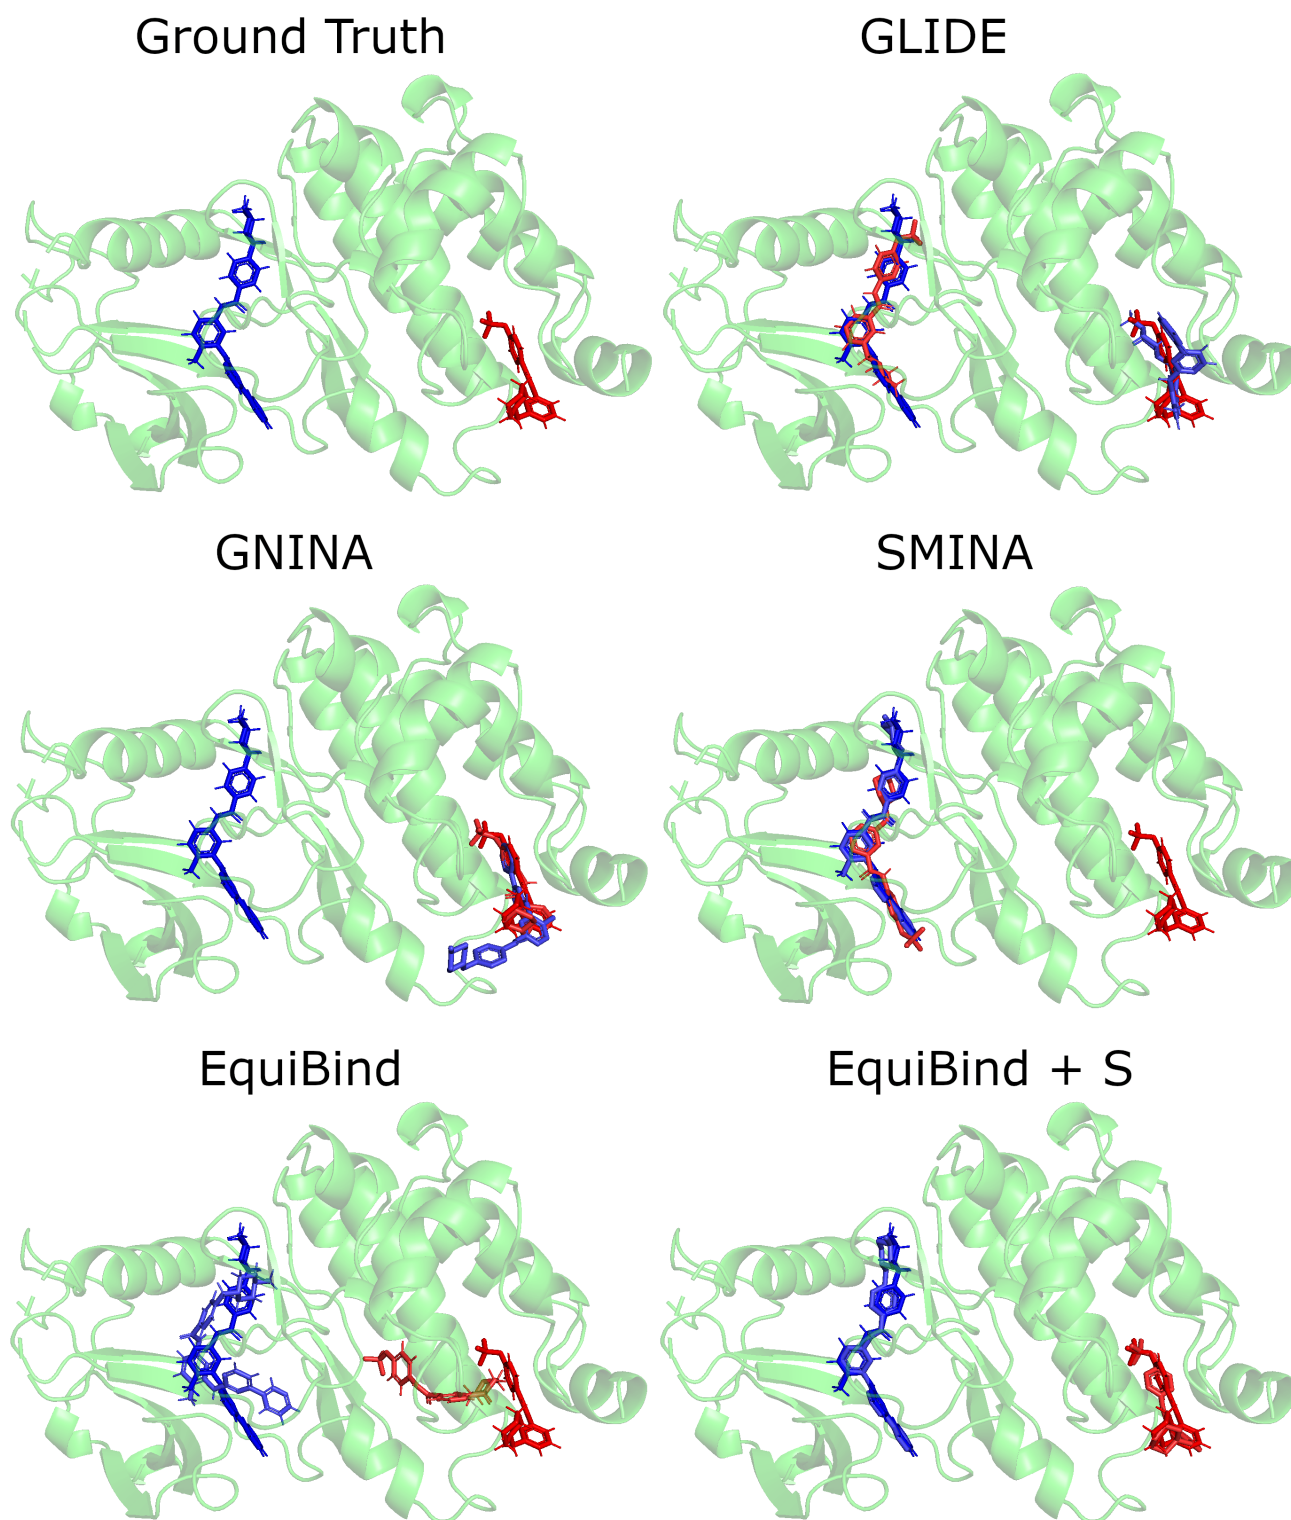 Ground Truth
GLIDE
GNINA
SMINA
EquiBind
EquiBind + S